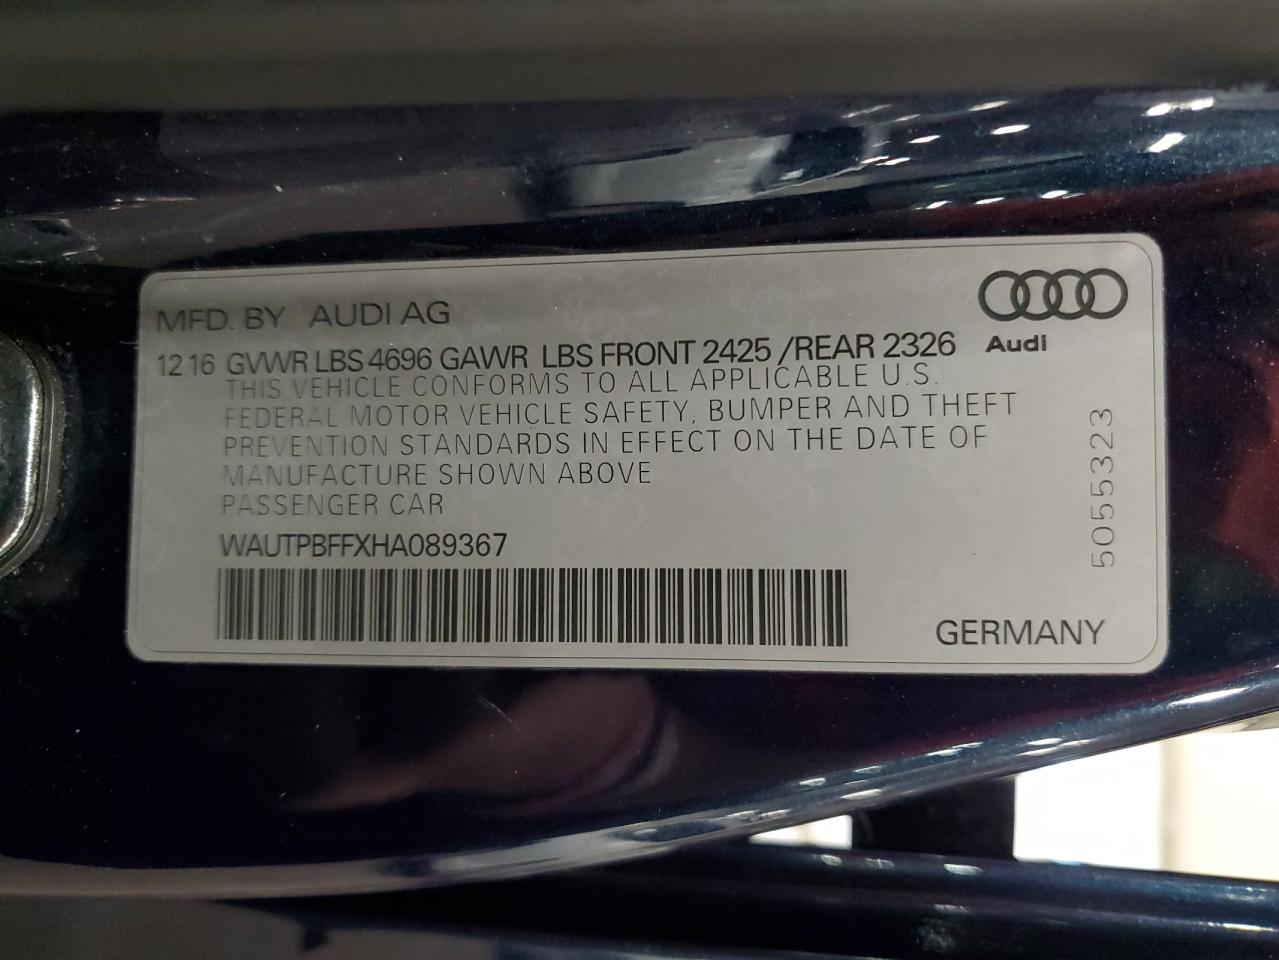 MFD. BY AUDI AG
12 16 GVWR LBS 4696 GAWR LBS FRONT 2425 /REAR 2326
Audi
THIS VEHICLE CONFORMS TO ALL APPLICABLE U.S.
FEDERAL MOTOR VEHICLE SAFETY, BUMPER AND THEFT
PREVENTION STANDARDS IN EFFECT ON THE DATE OF
MANUFACTURE SHOWN ABOVE
PASSENGER CAR
WAUTPBFFXHA089367
5055323
GERMANY